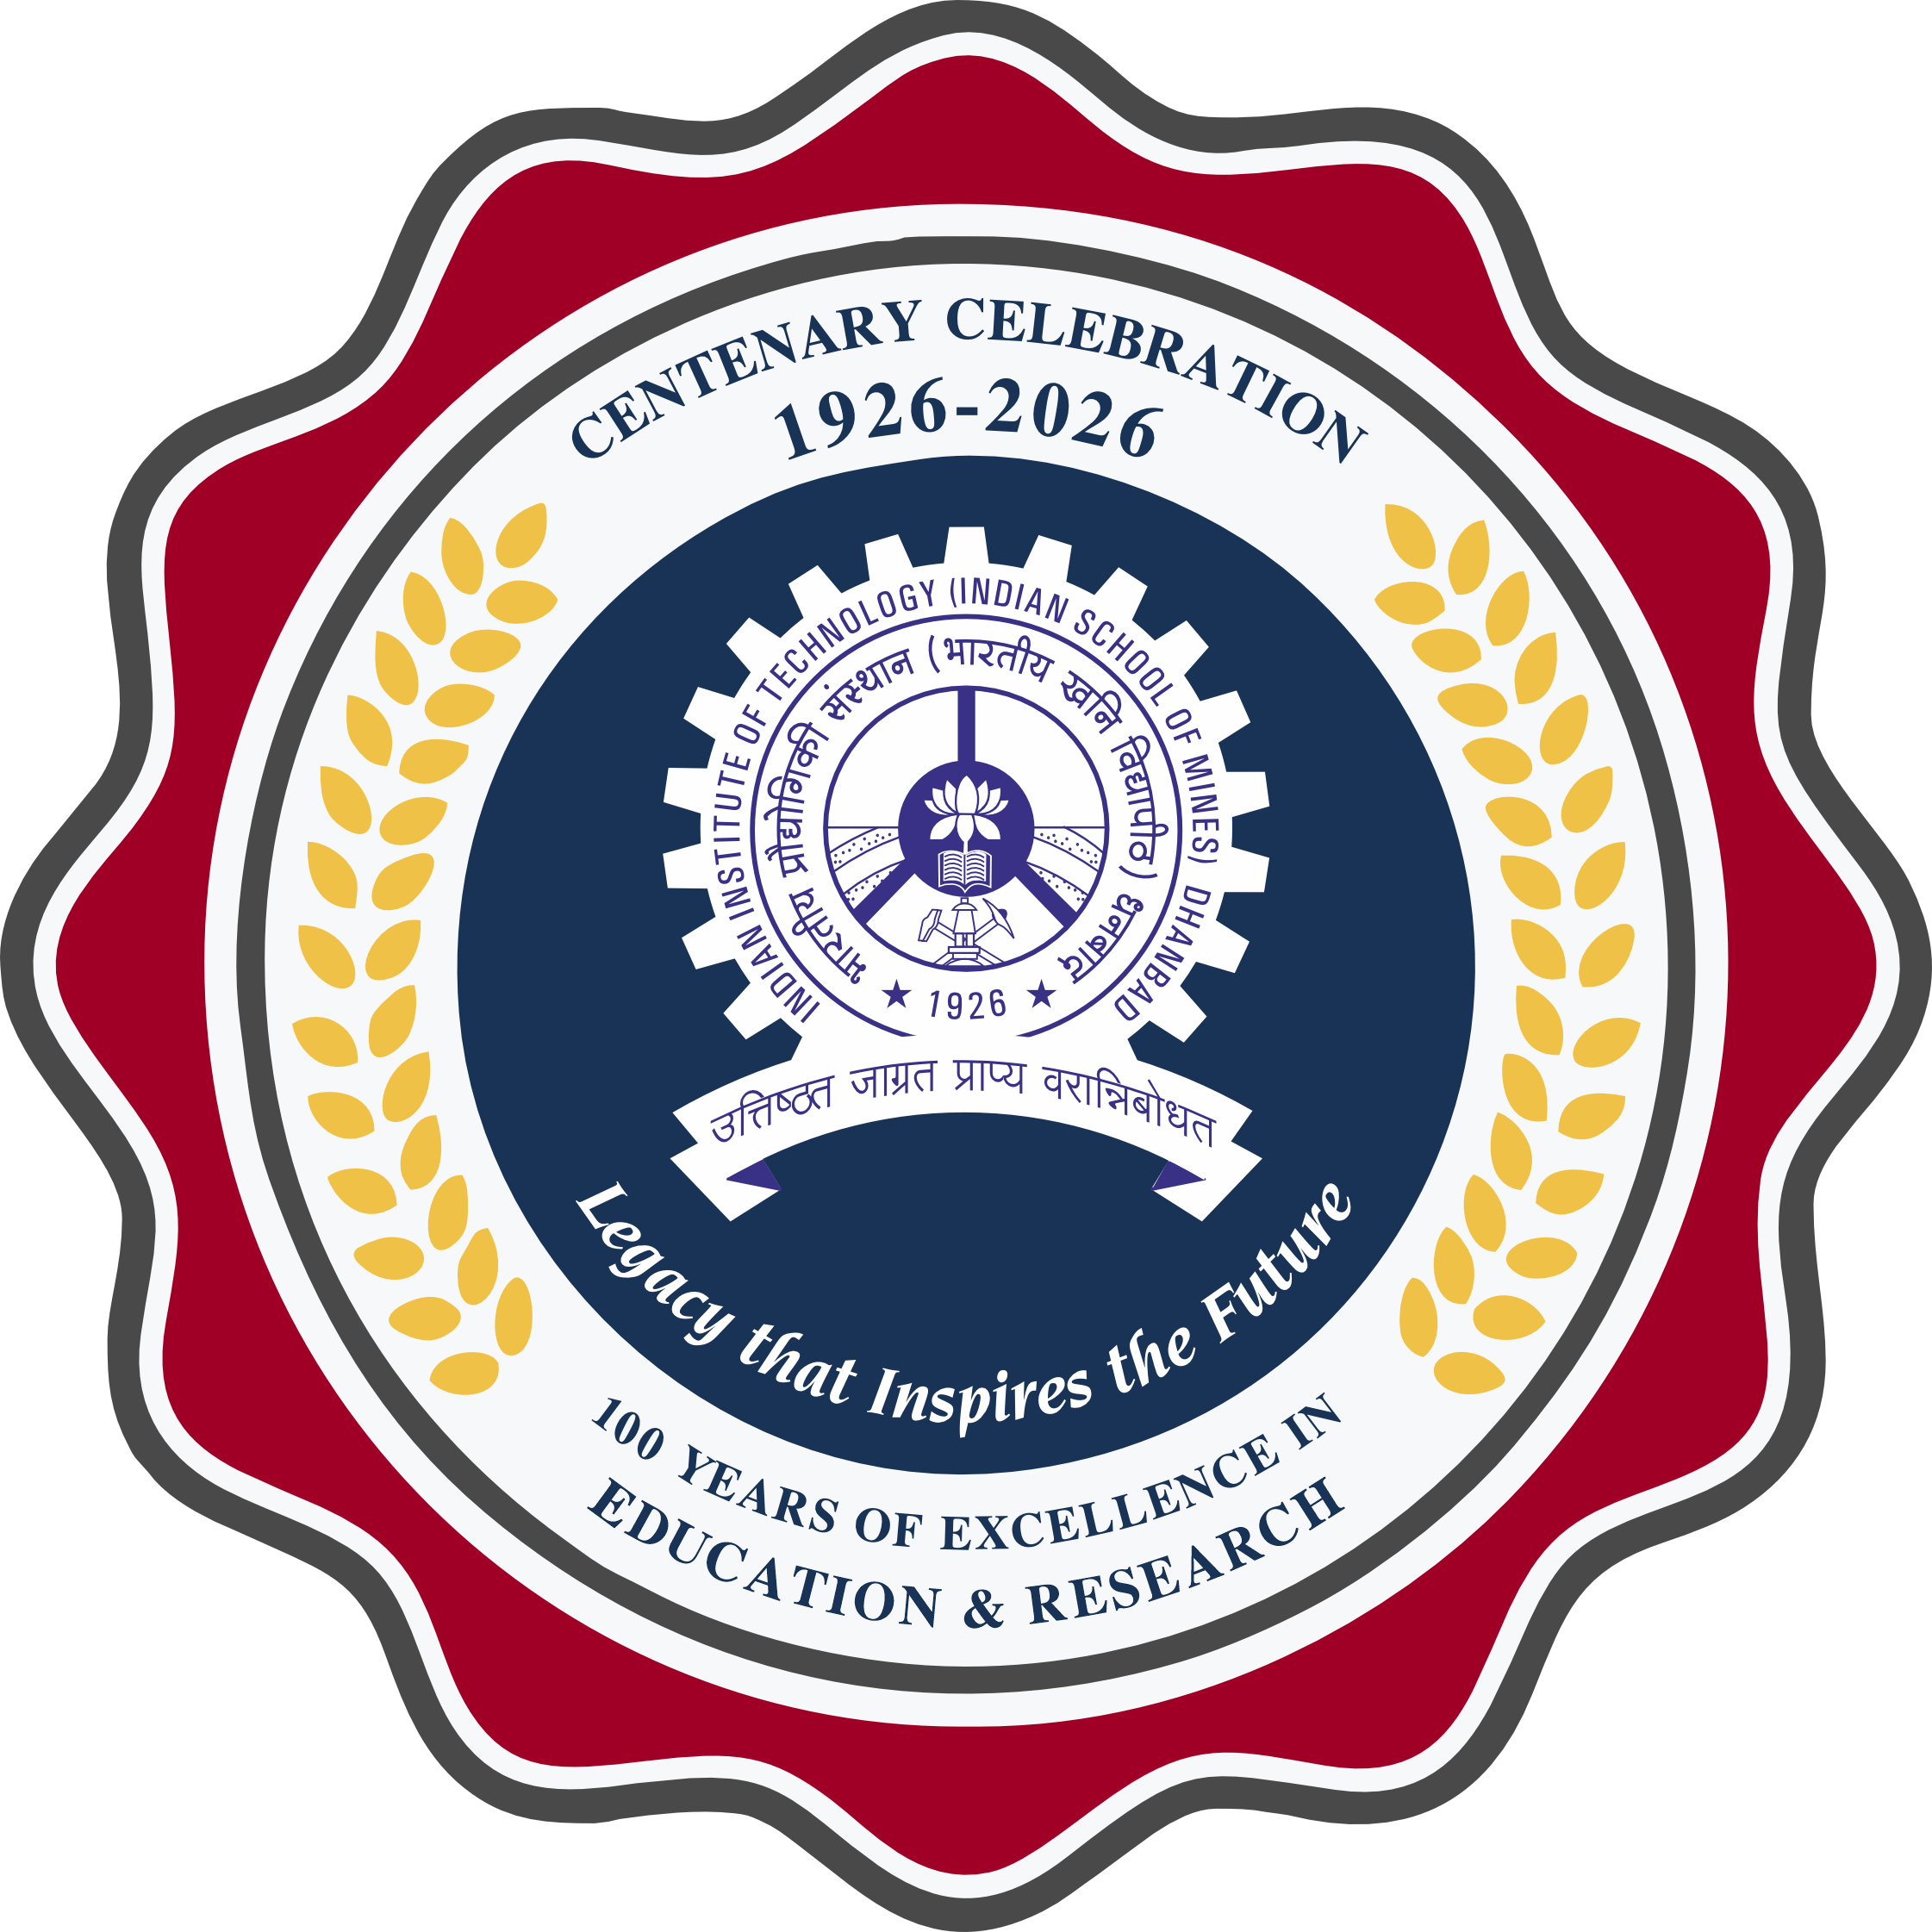 CENTENARY CELEBRATION
1926-2026
INDIAN INSTITUTE OF TECHNOLOGY (INDIAN SCHOOL OF MINES) DHANBAD
भारतीय प्रौद्योगिकी संस्थान (भारतीय खनि विद्यापीठ)
★ 1926 ★
उत्तिष्ठत जाग्रत प्राप्य वरान्निबोधत
Legacy that Inspires the Future
100 YEARS OF EXCELLENCE IN
EDUCATION & RESEARCH